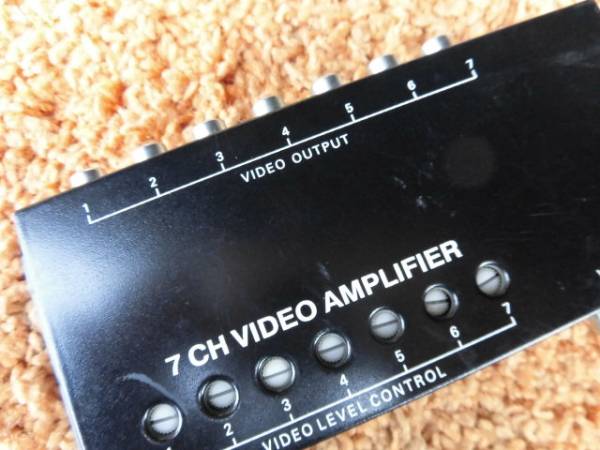 1 2 3 4 5 6 7
VIDEO OUTPUT
7 CH VIDEO AMPLIFIER
2 3 4 5 6 7
VIDEO LEVEL CONTROL